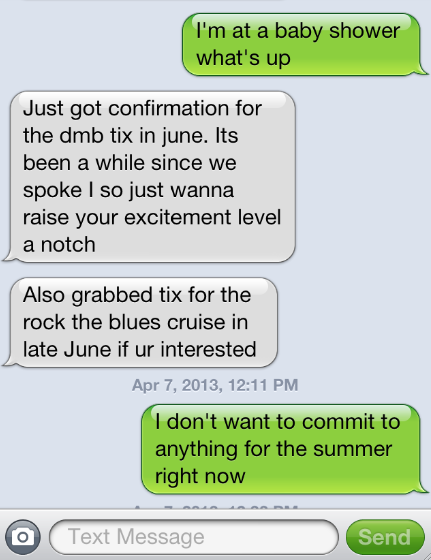 I'm at a baby shower
what's up
Just got confirmation for
the dmb tix in june. Its
been a while since we
spoke I so just wanna
raise your excitement level
a notch
Also grabbed tix for the
rock the blues cruise in
late June if ur interested
Apr 7, 2013, 12:11 PM
I don't want to commit to
anything for the summer
right now
Text Message
Send